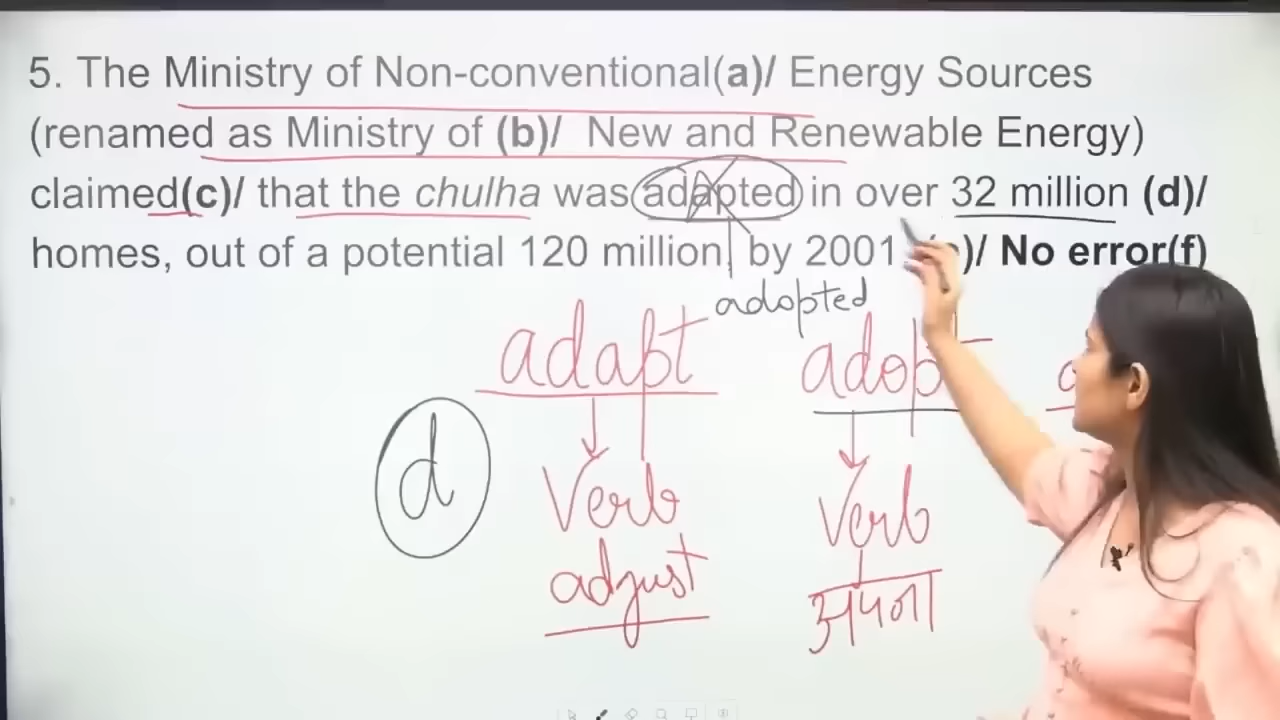 5. The Ministry of Non-conventional(a)/ Energy Sources
(renamed as Ministry of (b)/ New and Renewable Energy)
claimed(c)/ that the chulha was adapted in over 32 million (d)/
homes, out of a potential 120 million, by 2001 )/ No error(f)
adopted
adapt adopt
d
Verb Verb
adjust अपना